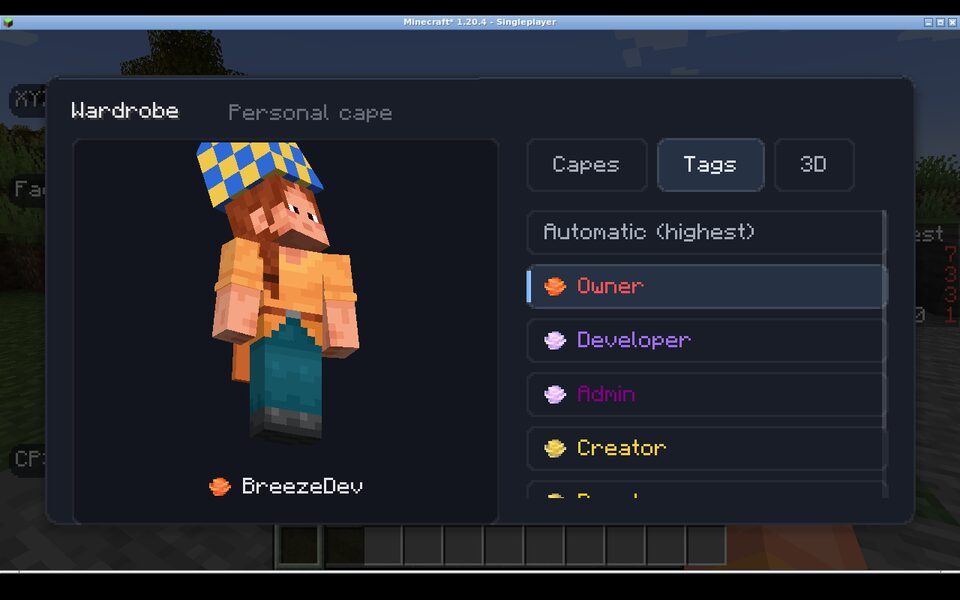 Minecraft* 1.20.4 - Singleplayer
Wardrobe
Personal cape
Capes
Tags
3D
Automatic (highest)
Owner
Developer
Admin
Creator
BreezeDev